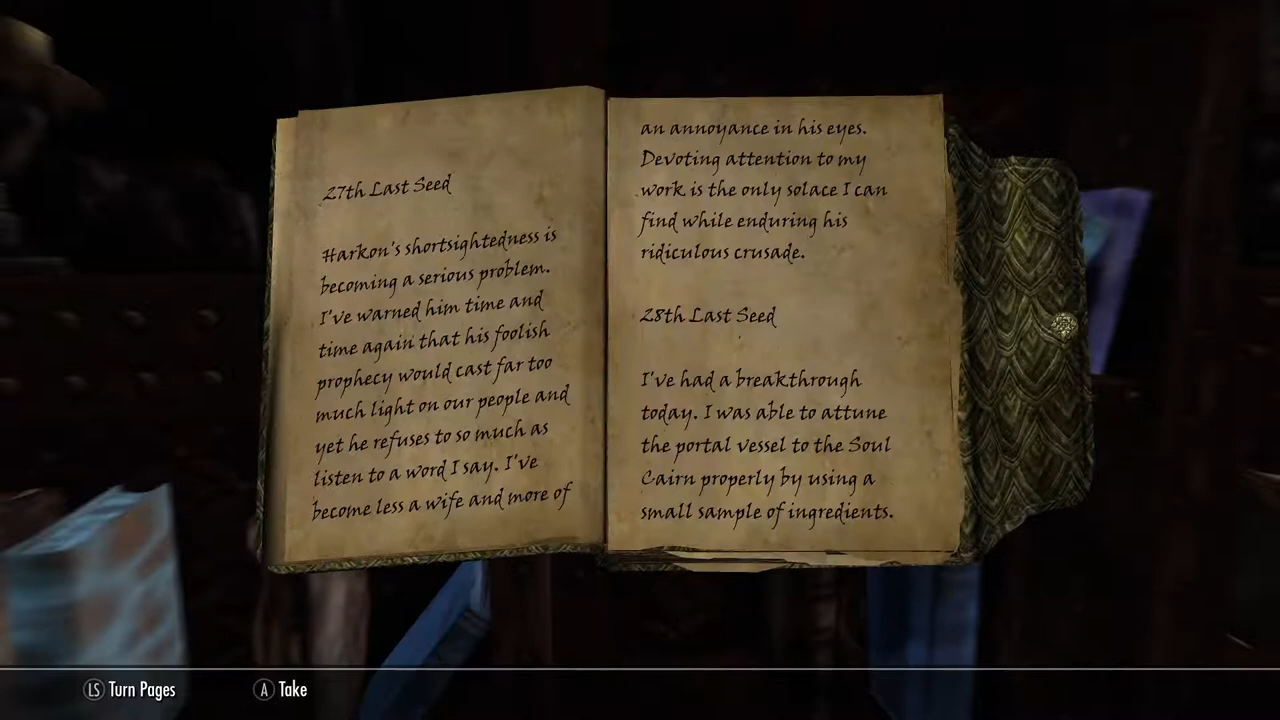 27th Last Seed
Harkon's shortsightedness is
becoming a serious problem.
I've warned him time and
time again that his foolish
prophecy would cast far too
much light on our people and
yet he refuses to so much as
listen to a word I say. I've
become less a wife and more of
an annoyance in his eyes.
Devoting attention to my
work is the only solace I can
find while enduring his
ridiculous crusade.
28th Last Seed
I've had a breakthrough
today. I was able to attune
the portal vessel to the Soul
Cairn properly by using a
small sample of ingredients.
LS Turn Pages
A Take